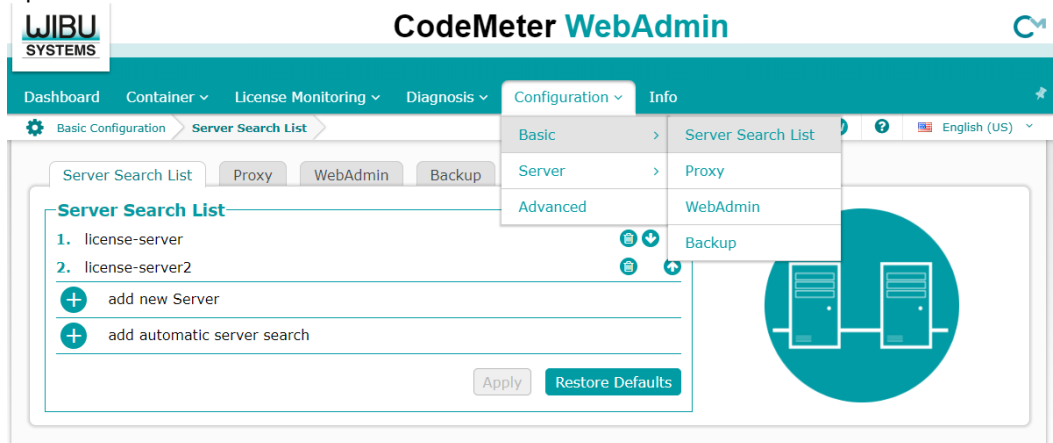 WIBU
SYSTEMS
CodeMeter WebAdmin
Dashboard Container License Monitoring Diagnosis Configuration Info
Basic Configuration Server Search List
English (US)
Basic
Server
Advanced
Server Search List
Proxy
WebAdmin
Backup
Server Search List Proxy WebAdmin Backup
Server Search List
1. license-server
2. license-server2
add new Server
add automatic server search
Apply Restore Defaults